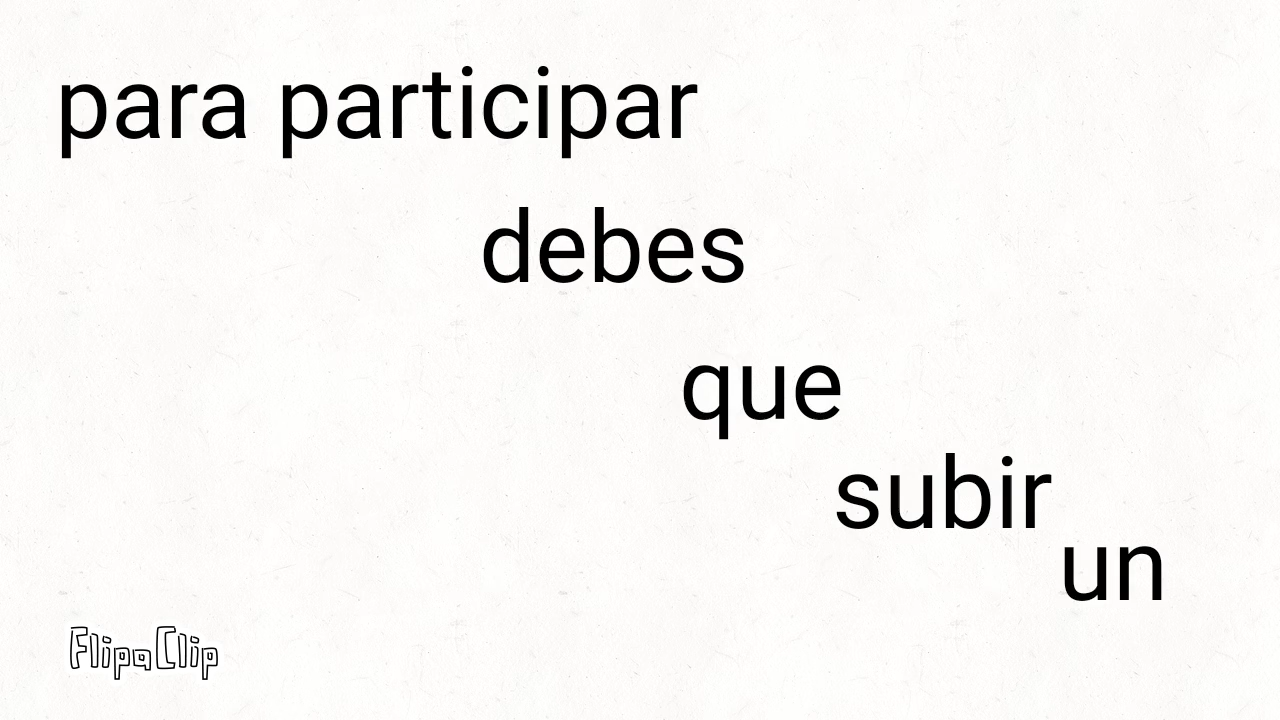 para participar
debes
que
subir
un
FlipaClip